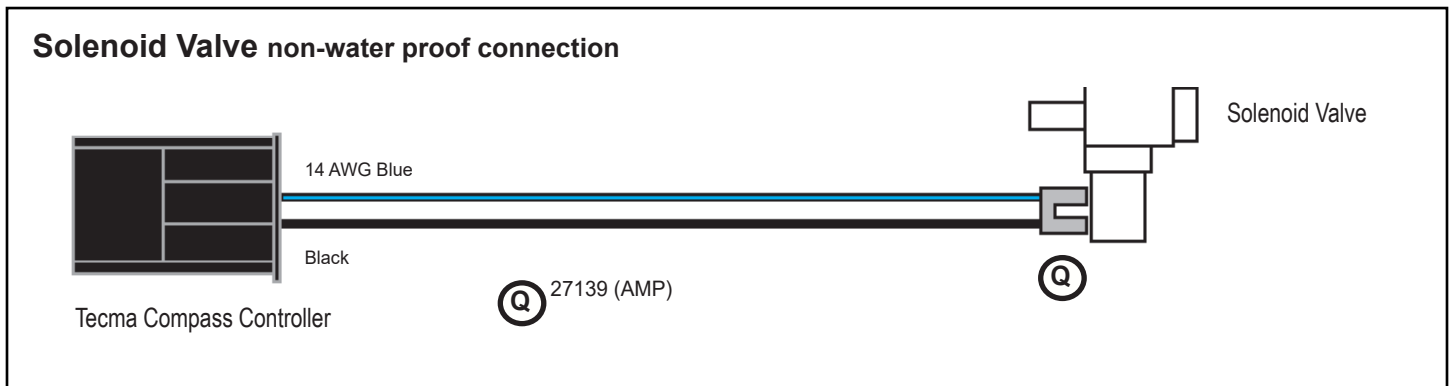 Solenoid Valve non-water proof connection
Solenoid Valve
14 AWG Blue
Black
Q
Q 27139 (AMP)
Tecma Compass Controller